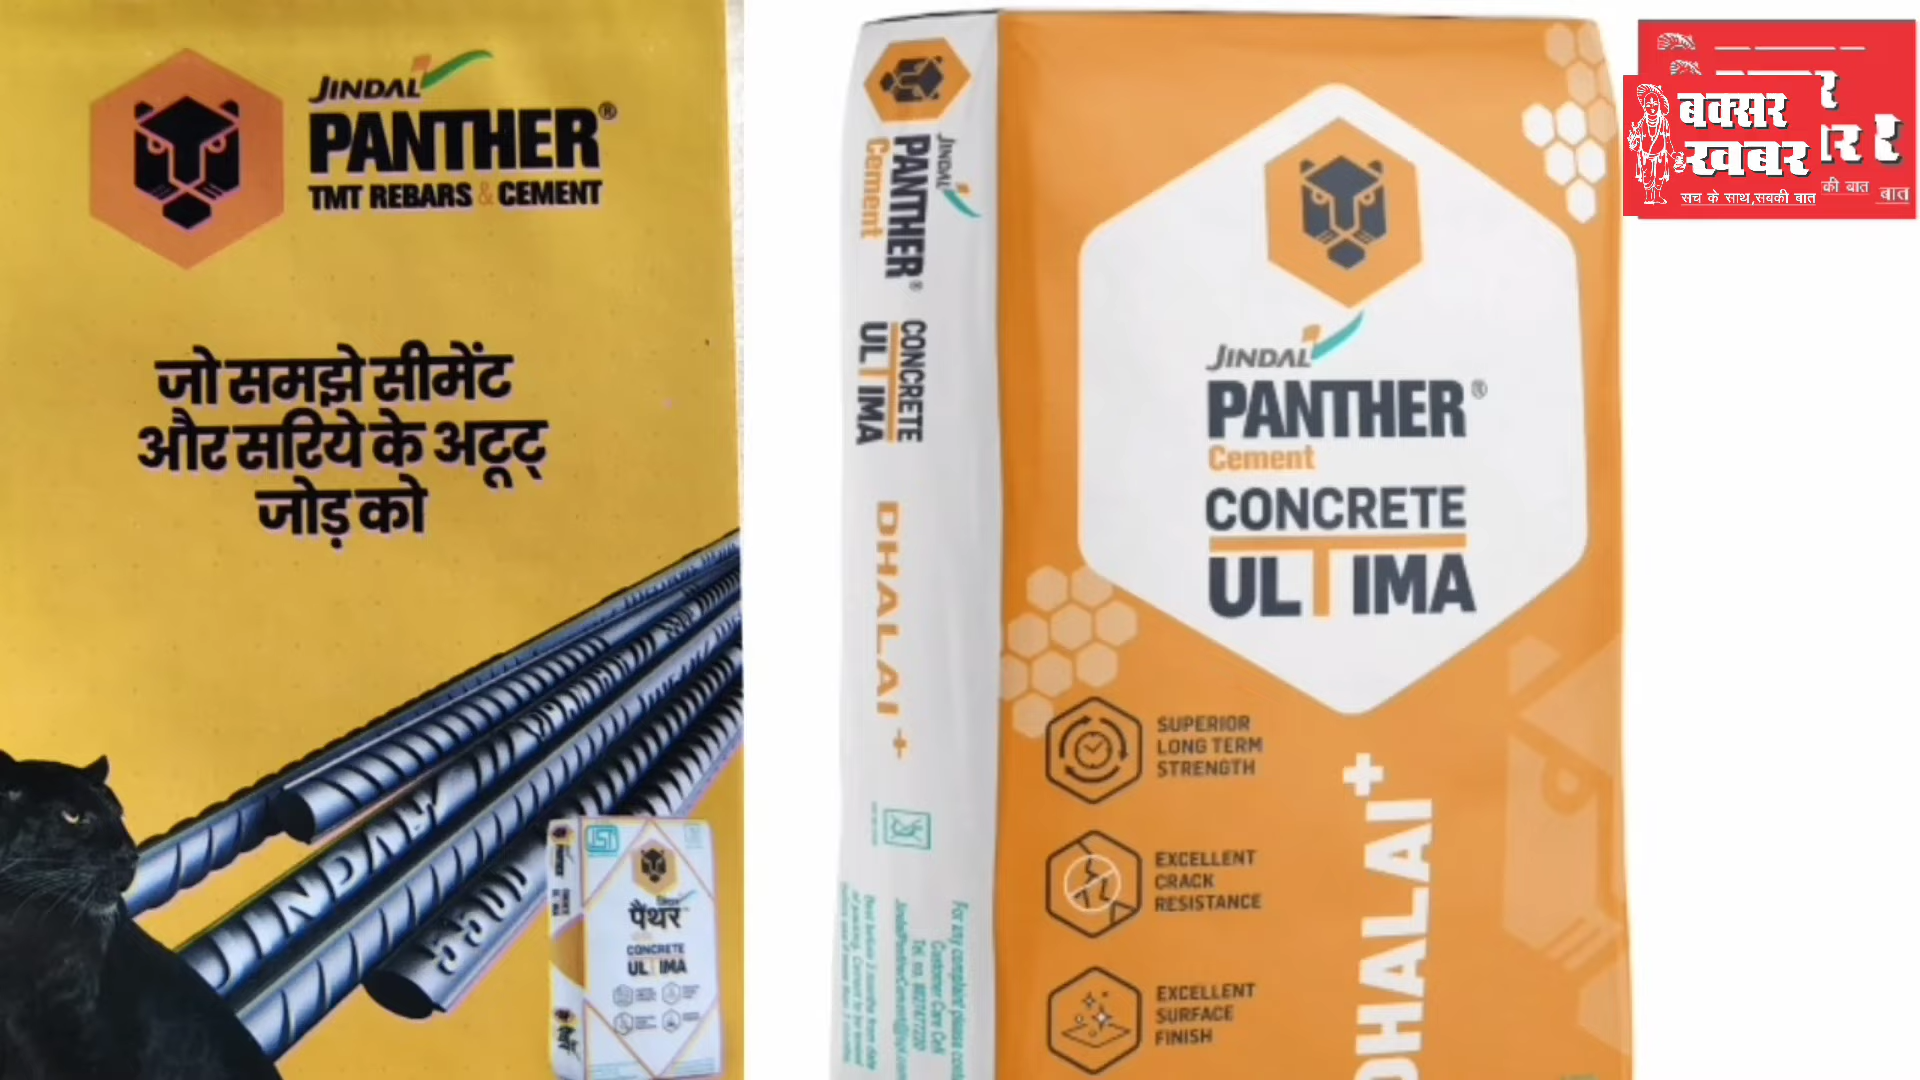 JINDAL
PANTHER®
TMT REBARS & CEMENT
जो समझे सीमेंट
और सरिये के अटूट
जोड़ को
JINDAL
पैंथर
CONCRETE
ULTIMA
JINDAL
PANTHER®
Cement
CONCRETE
ULTIMA
DHALAI+
JINDAL
PANTHER®
Cement
CONCRETE
ULTIMA
SUPERIOR
LONG TERM
STRENGTH
EXCELLENT
CRACK
RESISTANCE
EXCELLENT
SURFACE
FINISH
DHALAI+
बक्सर
खबर
सच के साथ,सबकी बात
र
र र
की बात
बात